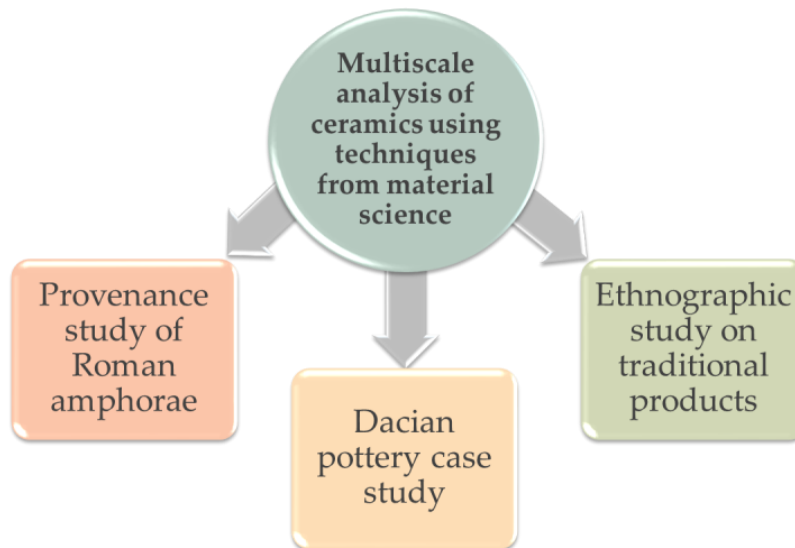 Multiscale
analysis of
ceramics using
techniques
from material
science
Provenance
study of
Roman
amphorae
Dacian
pottery case
study
Ethnographic
study on
traditional
products